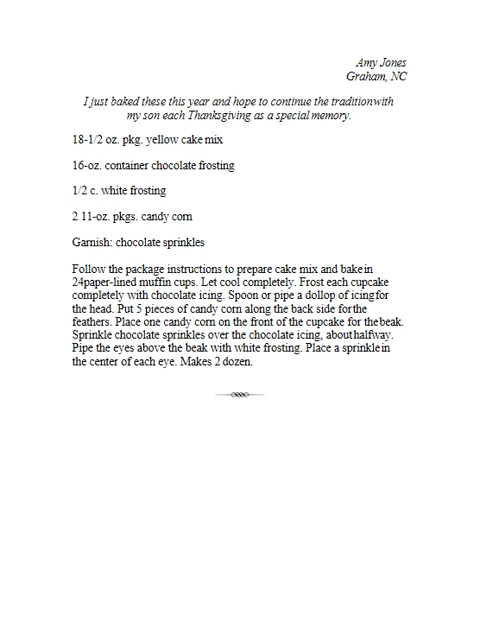 Amy Jones
Graham, NC
I just baked these this year and hope to continue the traditionwith
my son each Thanksgiving as a special memory.
18-1/2 oz. pkg. yellow cake mix
16-oz. container chocolate frosting
1/2 c. white frosting
2 11-oz. pkgs. candy corn
Garnish: chocolate sprinkles
Follow the package instructions to prepare cake mix and bakein
24paper-lined muffin cups. Let cool completely. Frost each cupcake
completely with chocolate icing. Spoon or pipe a dollop of icingfor
the head. Put 5 pieces of candy corn along the back side forthe
feathers. Place one candy corn on the front of the cupcake for thebeak.
Sprinkle chocolate sprinkles over the chocolate icing, abouthalfway.
Pipe the eyes above the beak with white frosting. Place a sprinklein
the center of each eye. Makes 2 dozen.